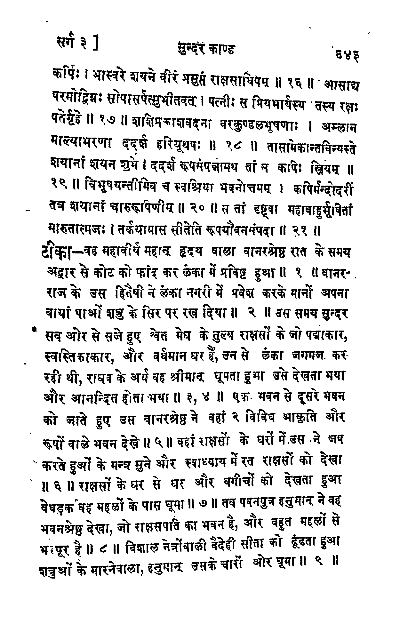 सर्ग ३ ] सुन्दर काण्ड ६४३
कपिः । भास्वरे शयने वीरं प्रसुप्तं राक्षसाधिपम् ॥ १६ ॥ आसाद्य
परमोद्विग्नः सोपासर्पत्सुभीतवत् । पत्नीः स प्रियभार्यस्य तस्य रक्षः
पतेर्गृहे ॥ १७ ॥ शशिप्रकाशवदना वरकुण्डलभूषणाः । अम्लान
माल्याभरणा ददर्श हरियूथपः ॥ १८ ॥ तासामेकान्तविन्यस्ते
शयानां शयने शुभे । ददर्श रूपसंपन्नामथ तां स कपिः स्त्रियम् ॥
१९ ॥ विभूषयन्तीमिव च स्वश्रिया भवनोत्तमम् । कपिर्मन्दोदरीं
तत्र शयानां चारुरूपिणीम् ॥ २० ॥ स तां दृष्ट्वा महाबाहुर्भूषितां
मारुतात्मजः । तर्कयामास सीतेति रूपयौवनसंपदा ॥ २१ ॥
टीका—वह महावीर्य महान् हृदय वाला वानरश्रेष्ठ रात के समय
अद्वार से कोट को फांद कर लंका में प्रविष्ट हुआ ॥ १ ॥ वानर-
राज के उस हितैषी ने लंका नगरी में प्रवेश करके मानों अपना
बायां पाओं शत्रु के सिर पर रख दिया ॥ २ ॥ उस समय सुन्दर
सब ओर से सजे हुए श्वेत मेघ के तुल्य राक्षसों के जो पद्माकार,
स्वस्तिकाकार, और वर्धमान घर हैं, उन से लंका जगमज कर
रही थी, राघव के अर्थ वह श्रीमान् घूमता हुआ उसे देखता भया
और आनन्दित होता भया ॥ ३, ४ ॥ एक भवन से दूसरे भवन
को जाते हुए उस वानरश्रेष्ठ ने वहां २ विविध आकृति और
रूपों वाले भवन देखे ॥ ५ ॥ वहां राक्षसों के घरों में उस ने जप
करते हुओं के मन्त्र सुने और स्वाध्याय में रत राक्षसों को देखा
॥ ६ ॥ राक्षसों के घर से घर और बगीचों को देखता हुआ
बेधड़क वह महलों के पास घूमा ॥ ७ ॥ तब पवनपुत्र हनुमान् ने वह
भवनश्रेष्ठ देखा, जो राक्षसपति का भवन है, और बहुत महलों से
भरपूर है ॥ ८ ॥ विशाल नेत्रोंवाली वैदेही सीता को ढूंढता हुआ
शत्रुओं के मारनेवाला, हनुमान् उसके चारों ओर घूमा ॥ ९ ॥